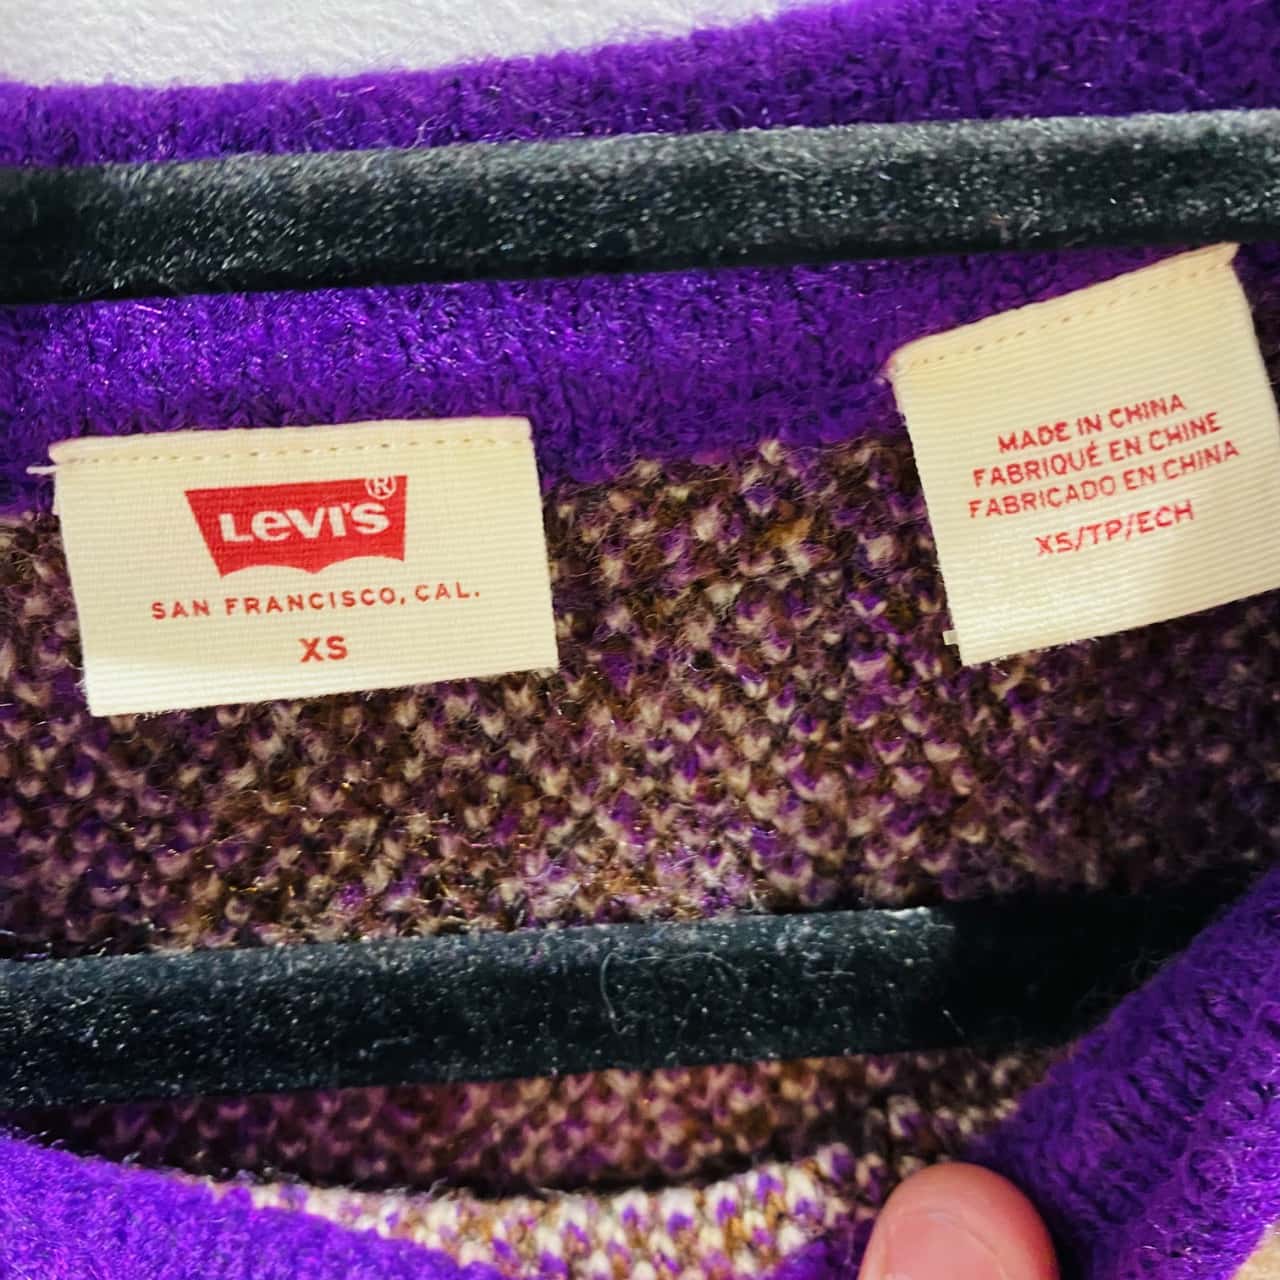 Levi's®
SAN FRANCISCO, CAL.
XS
MADE IN CHINA
FABRIQUÉ EN CHINE
FABRICADO EN CHINA
XS/TP/ECH